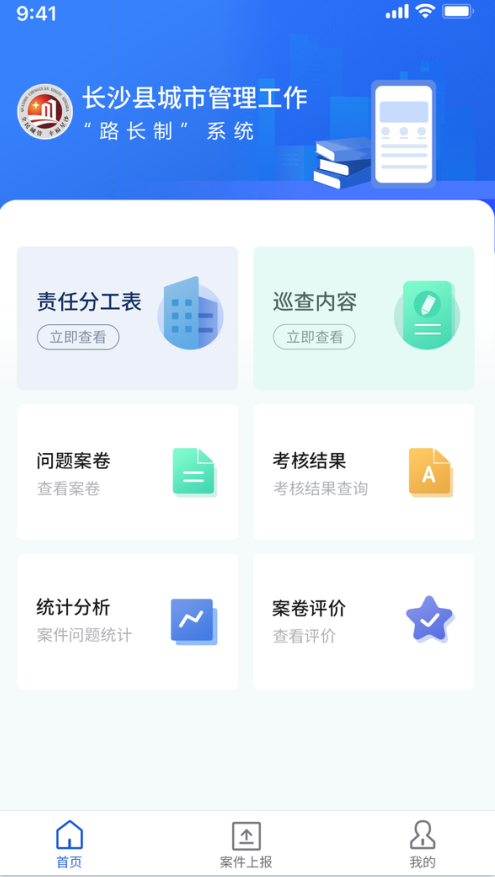 9:41
长沙县城市管理工作
“路长制”系统
责任分工表
立即查看
巡查内容
立即查看
问题案卷
查看案卷
考核结果
考核结果查询
A
统计分析
案件问题统计
案卷评价
查看评价
首页
案件上报
我的